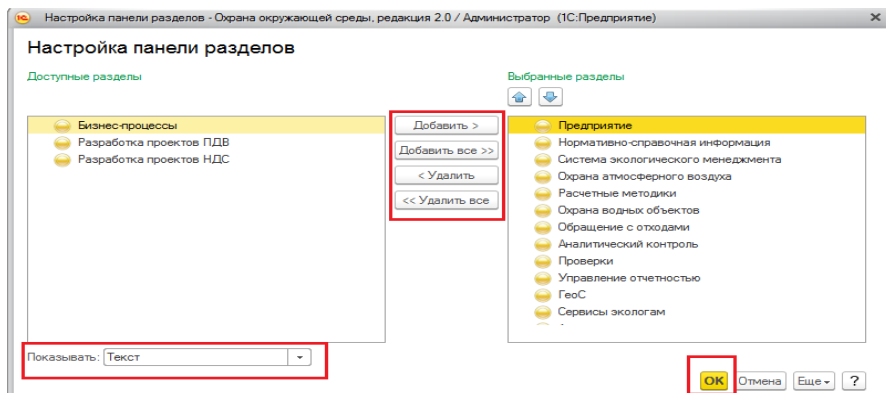 Настройка панели разделов - Охрана окружающей среды, редакция 2.0 / Администратор (1С:Предприятие)
Настройка панели разделов
Доступные разделы
Бизнес-процессы
Разработка проектов ПДВ
Разработка проектов НДС
Добавить >
Добавить все >>
< Удалить
<< Удалить все
Выбранные разделы
Предприятие
Нормативно-справочная информация
Система экологического менеджмента
Охрана атмосферного воздуха
Расчетные методики
Охрана водных объектов
Обращение с отходами
Аналитический контроль
Проверки
Управление отчетностью
ГеоС
Сервисы экологам
Показывать: Текст
ОК Отмена Еще ?